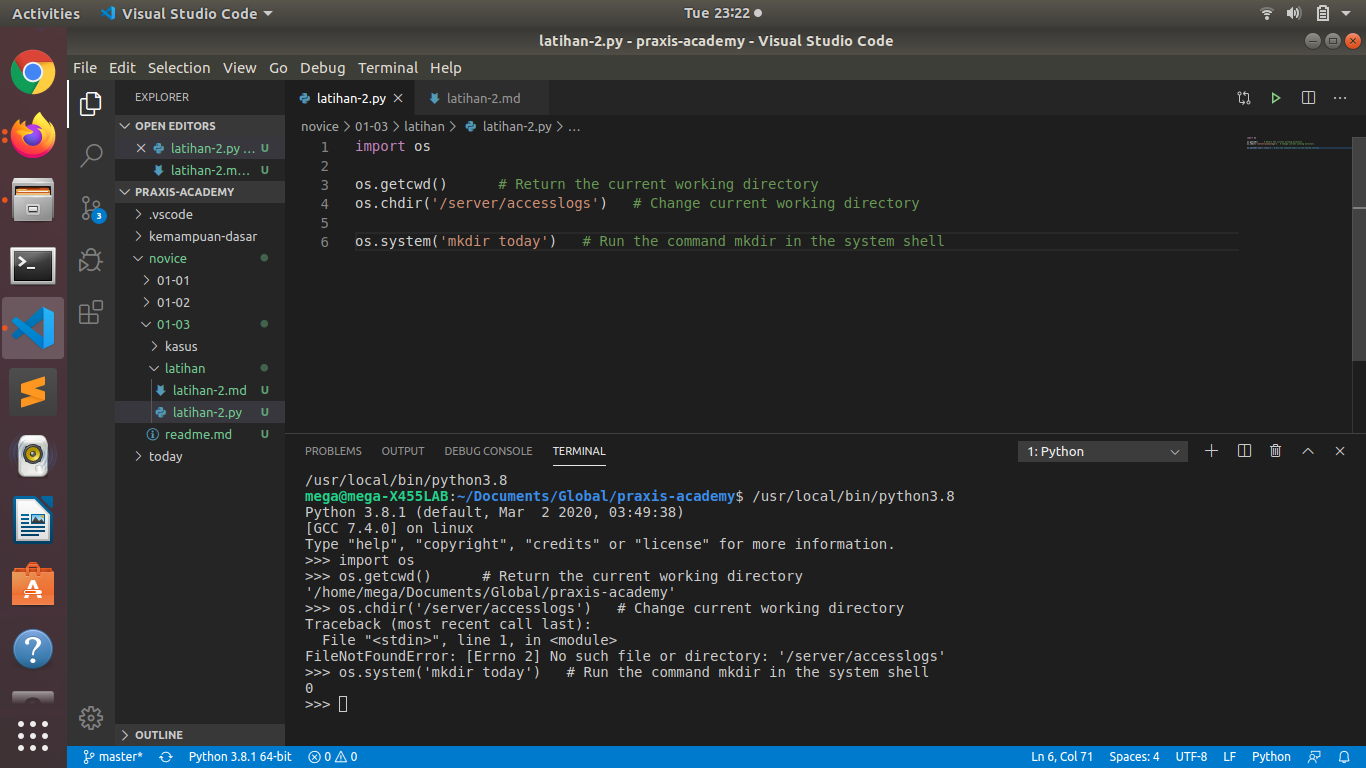 Activities Visual Studio Code Tue 23:22
latihan-2.py - praxis-academy - Visual Studio Code
File Edit Selection View Go Debug Terminal Help
EXPLORER
OPEN EDITORS
latihan-2.py ... U
latihan-2.m... U
PRAXIS-ACADEMY
.vscode
kemampuan-dasar
novice
01-01
01-02
01-03
kasus
latihan
latihan-2.md U
latihan-2.py U
readme.md U
today
OUTLINE
3
latihan-2.py latihan-2.md
novice > 01-03 > latihan > latihan-2.py > ...
1 import os
2
3 os.getcwd()      # Return the current working directory
4 os.chdir('/server/accesslogs')   # Change current working directory
5
6 os.system('mkdir today')   # Run the command mkdir in the system shell
PROBLEMS OUTPUT DEBUG CONSOLE TERMINAL 1: Python
/usr/local/bin/python3.8
mega@mega-X455LAB:~/Documents/Global/praxis-academy$ /usr/local/bin/python3.8
Python 3.8.1 (default, Mar  2 2020, 03:49:38)
[GCC 7.4.0] on linux
Type "help", "copyright", "credits" or "license" for more information.
>>> import os
>>> os.getcwd()      # Return the current working directory
'/home/mega/Documents/Global/praxis-academy'
>>> os.chdir('/server/accesslogs')   # Change current working directory
Traceback (most recent call last):
  File "<stdin>", line 1, in <module>
FileNotFoundError: [Errno 2] No such file or directory: '/server/accesslogs'
>>> os.system('mkdir today')   # Run the command mkdir in the system shell
0
>>>
master* Python 3.8.1 64-bit 0 0 Ln 6, Col 71 Spaces: 4 UTF-8 LF Python